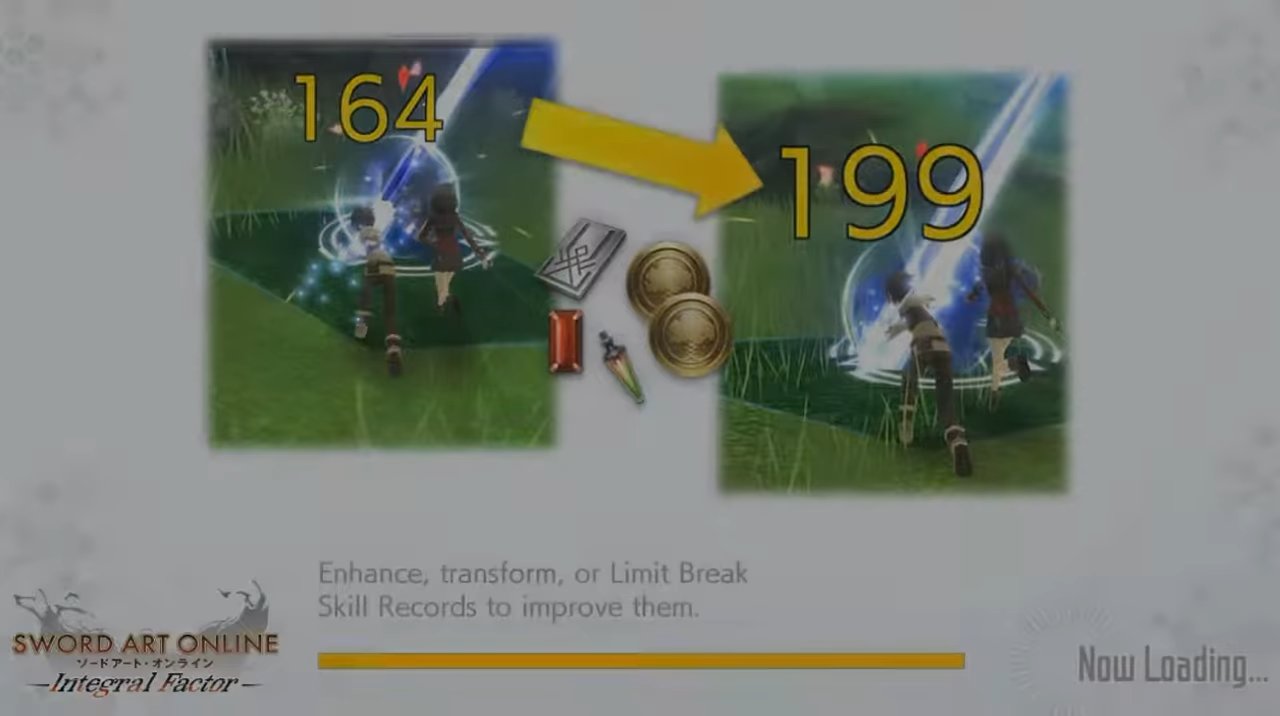 164
199
Enhance, transform, or Limit Break
Skill Records to improve them.
SWORD ART ONLINE
ソードアート・オンライン
Integral Factor
Now Loading...